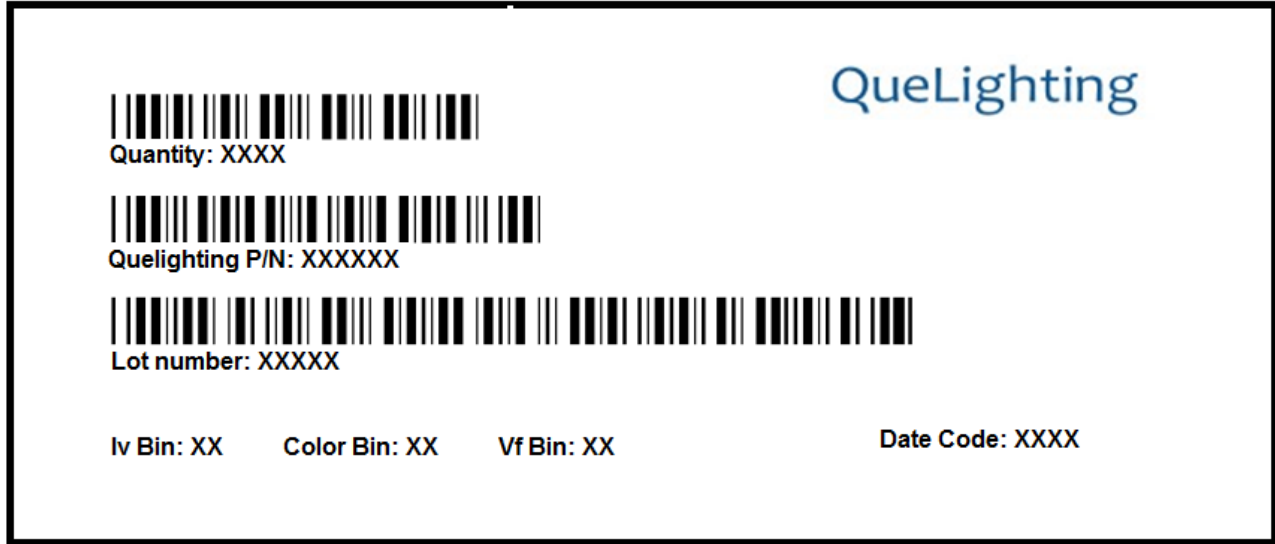 QueLighting
Quantity: XXXX
Quelighting P/N: XXXXXX
Lot number: XXXXX
Iv Bin: XX Color Bin: XX Vf Bin: XX Date Code: XXXX